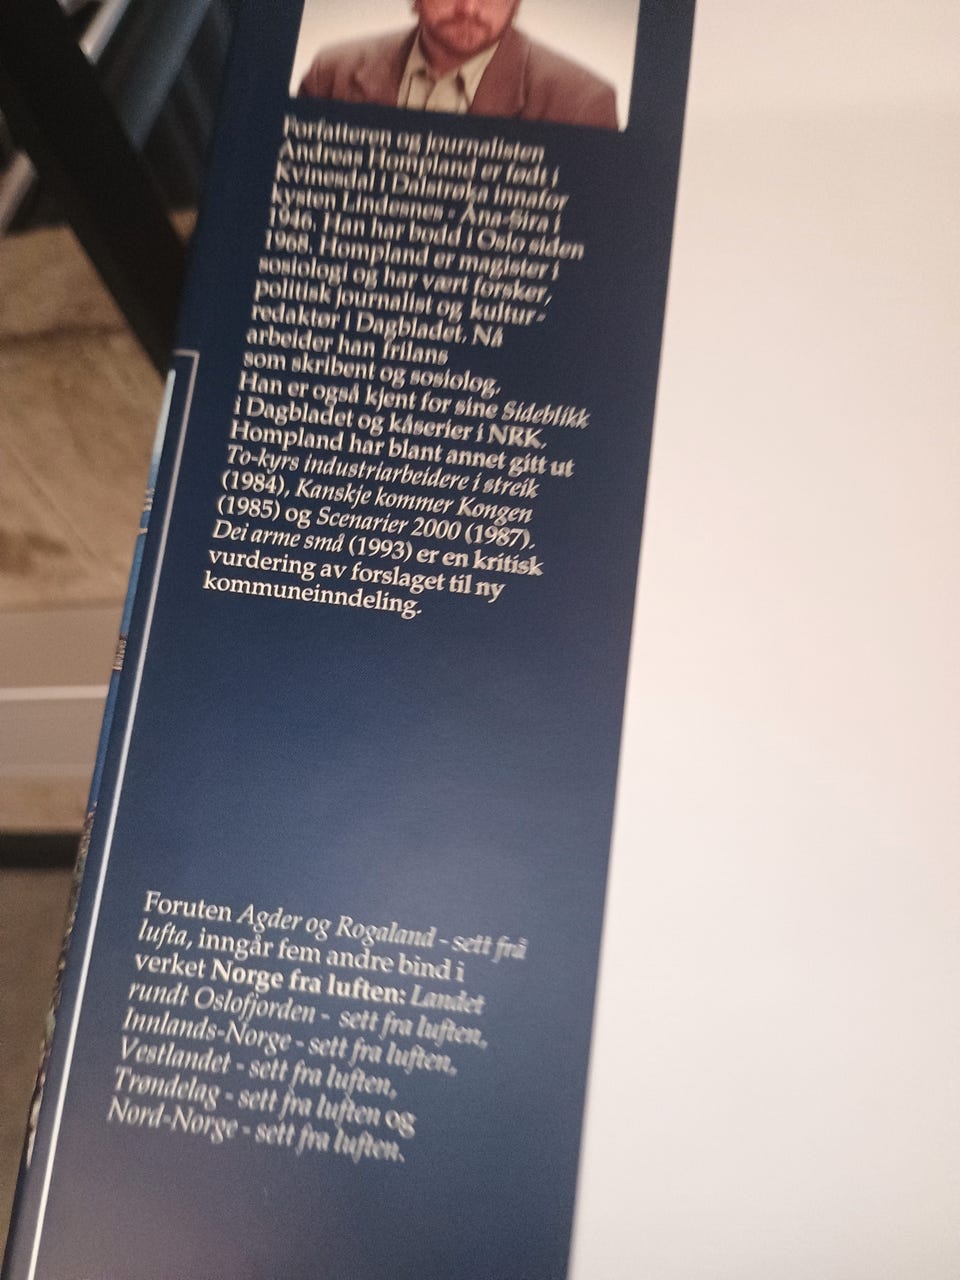 Forfatteren og journalisten
Andreas Hompland er født i
Kvinesdal i Dalstroka innafor
kysten Lindesnes - Åna-Sira i
1946. Han har bodd i Oslo siden
1968. Hompland er magister i
sosiologi og har vært forsker,
politisk journalist og kultur-
redaktør i Dagbladet. Nå
arbeider han frilans
som skribent og sosiolog.
Han er også kjent for sine Sideblikk
i Dagbladet og kåserier i NRK.
Hompland har blant annet gitt ut
To-kyrs industriarbeidere i streik
(1984), Kanskje kommer Kongen
(1985) og Scenarier 2000 (1987).
Dei arme små (1993) er en kritisk
vurdering av forslaget til ny
kommuneinndeling.
Foruten Agder og Rogaland - sett frå
lufta, inngår fem andre bind i
verket Norge fra luften: Landet
rundt Oslofjorden - sett fra luften,
Innlands-Norge - sett fra luften,
Vestlandet - sett fra luften,
Trøndelag - sett fra luften og
Nord-Norge - sett fra luften.